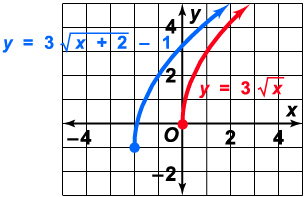 4 y
y = 3 √x + 2 − 1
2
y = 3 √x
x
−4 O 2 4
−2